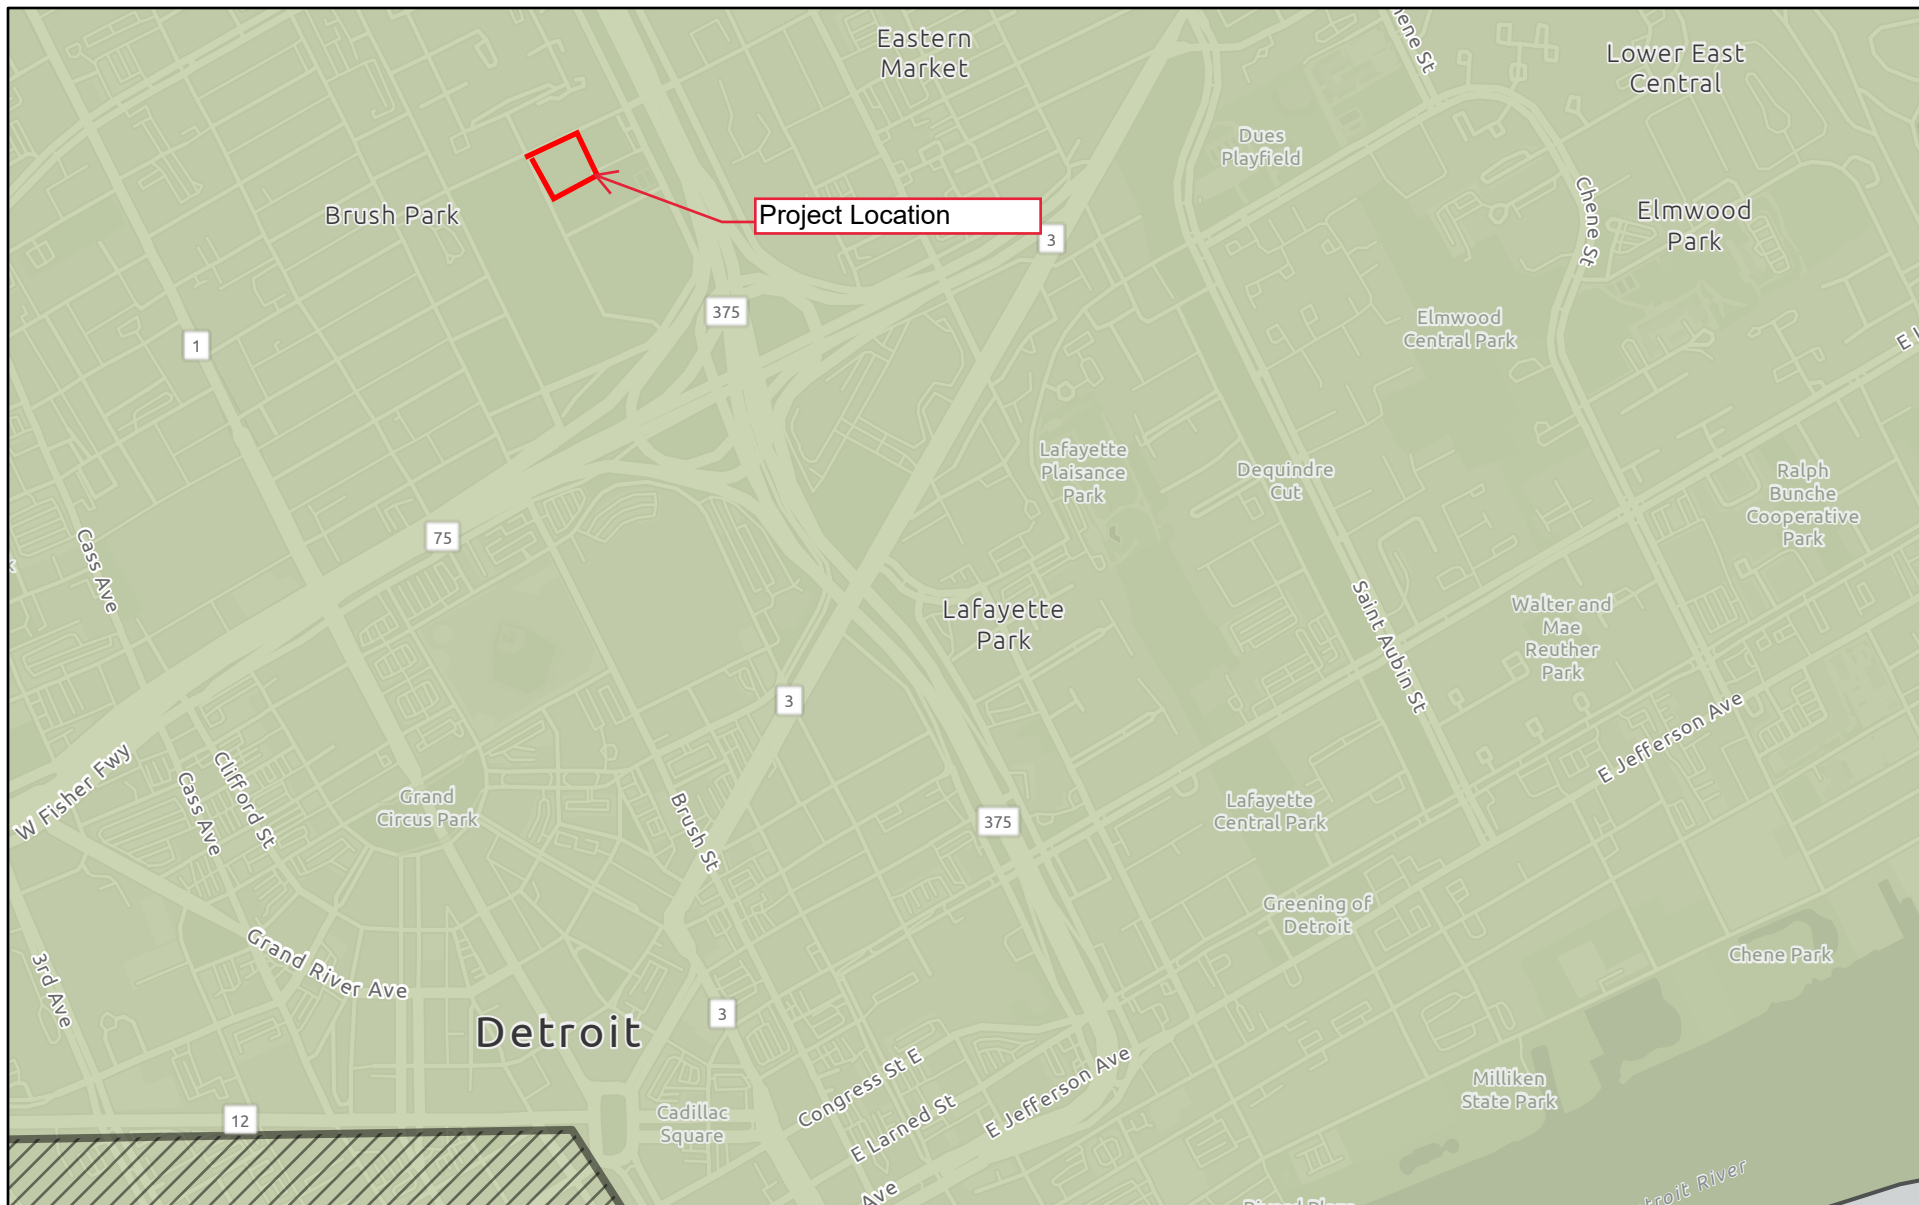 Eastern
Market
ene St
Lower East
Central
Dues
Playfield
Brush Park
Project Location
3
Chene St
Elmwood
Park
375
1
Elmwood
Central Park
E
Lafayette
Plaisance
Park
Dequindre
Cut
Ralph
Bunche
Cooperative
Park
75
Cass Ave
Lafayette
Park
Saint Aubin St
Walter and
Mae
Reuther
Park
3
E Jefferson Ave
W Fisher Fwy
Cass Ave
Clifford St
Grand
Circus Park
Brush St
375
Lafayette
Central Park
Greening of
Detroit
Chene Park
3rd Ave
Grand River Ave
3
Detroit
Congress St E
E Larned St
E Jefferson Ave
Milliken
State Park
12
Cadillac
Square
Ave
troit River